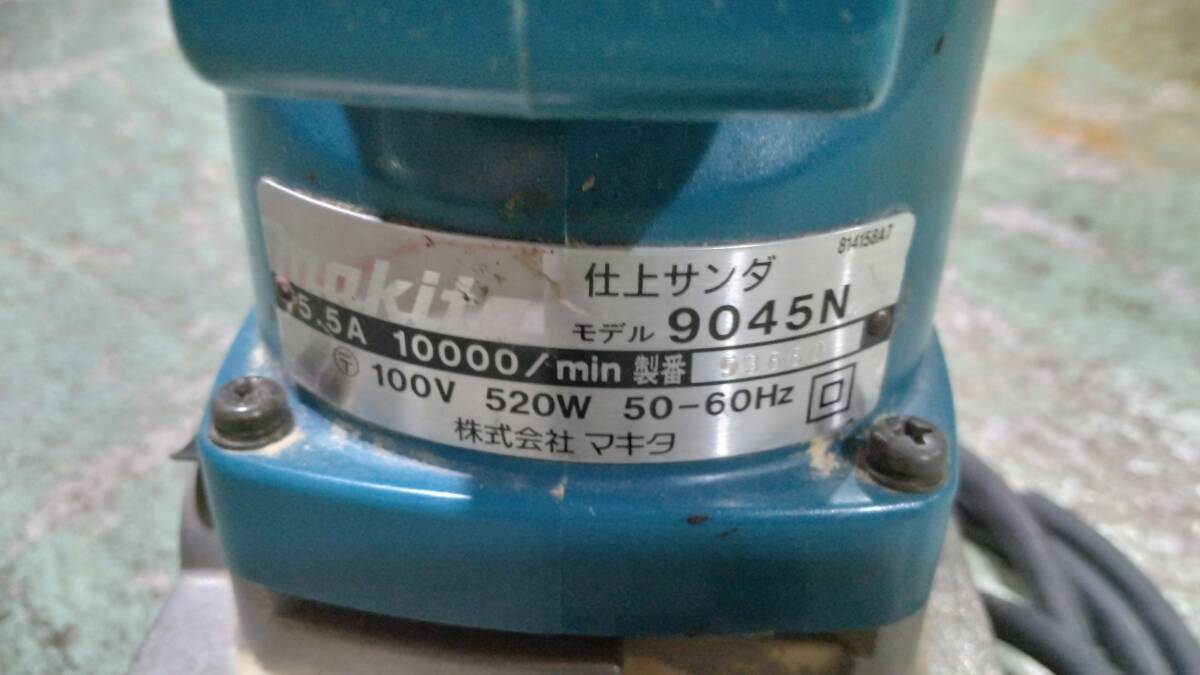 814158A7
makita 仕上サンダ
モデル 9045N
5.5A 10000/min 製番
〒 100V 520W 50-60Hz
株式会社 マキタ